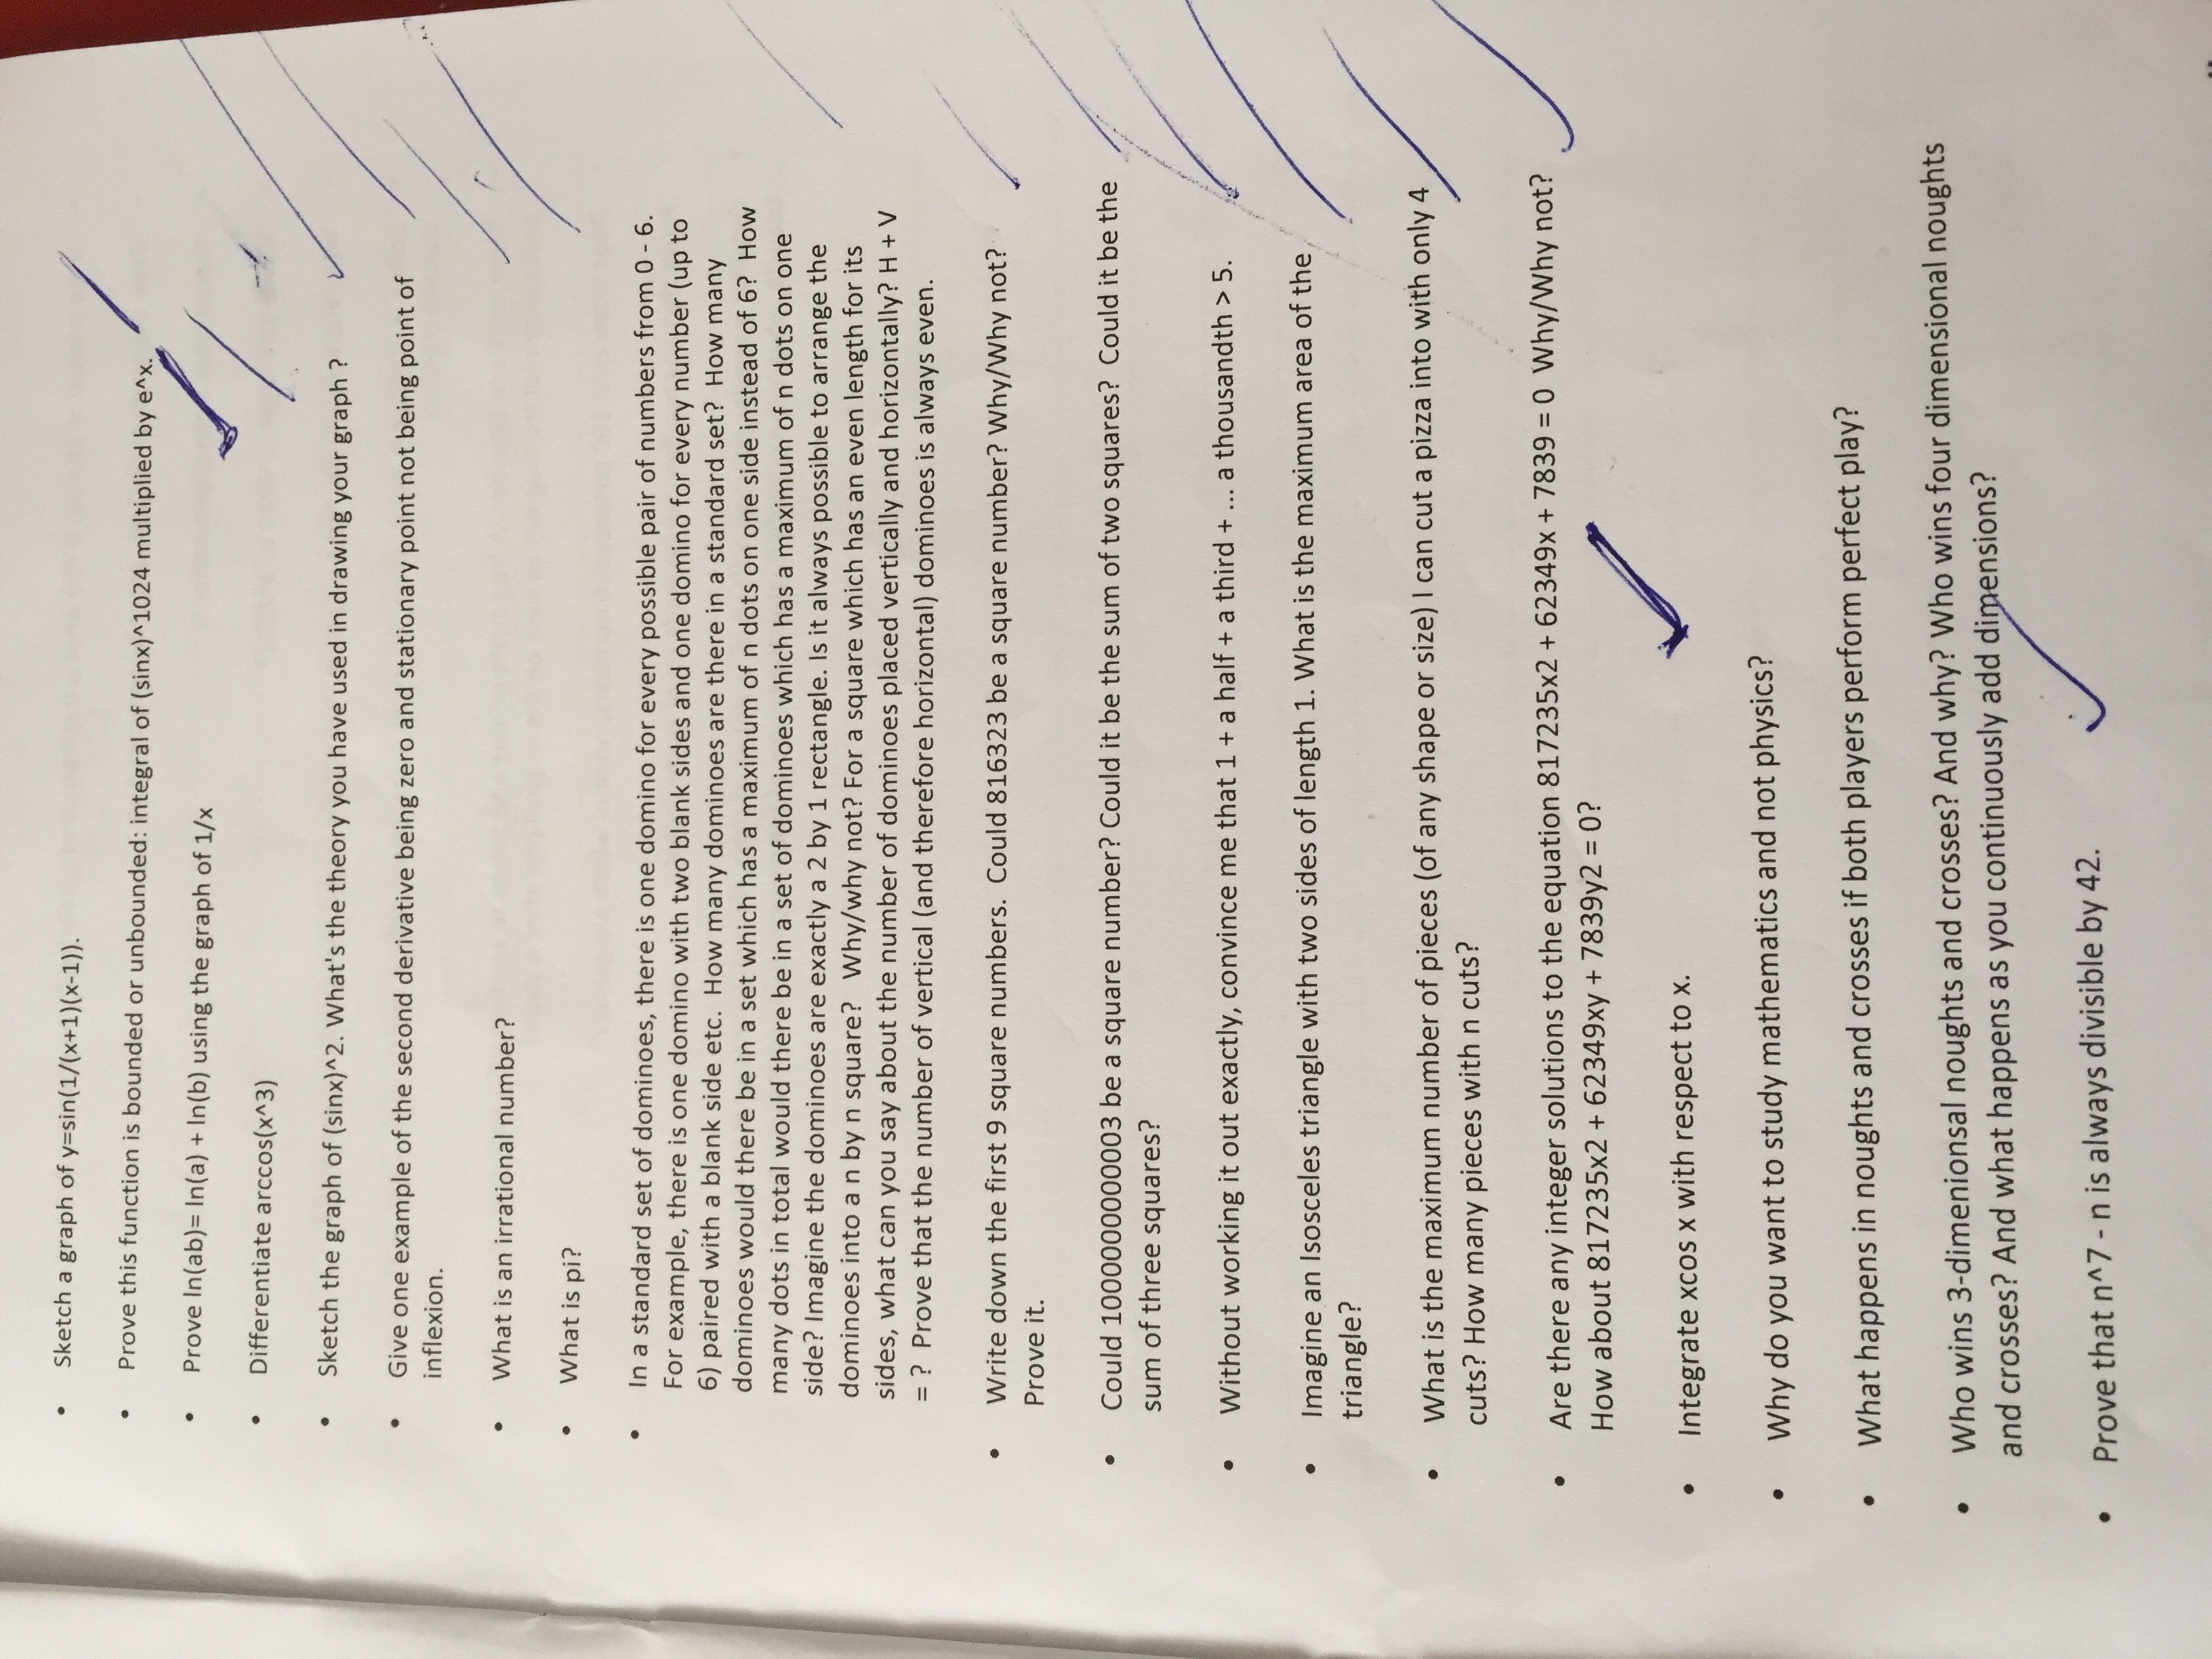 • Sketch a graph of y=sin(1/(x+1)(x-1)).
• Prove this function is bounded or unbounded: integral of (sinx)^1024 multiplied by e^x.
• Prove ln(ab)= ln(a) + ln(b) using the graph of 1/x
• Differentiate arccos(x^3)
• Sketch the graph of (sinx)^2. What's the theory you have used in drawing your graph ?
• Give one example of the second derivative being zero and stationary point not being point of
inflexion.
• What is an irrational number?
• What is pi?
• In a standard set of dominoes, there is one domino for every possible pair of numbers from 0 - 6.
For example, there is one domino with two blank sides and one domino for every number (up to
6) paired with a blank side etc. How many dominoes are there in a standard set? How many
dominoes would there be in a set which has a maximum of n dots on one side instead of 6? How
many dots in total would there be in a set of dominoes which has a maximum of n dots on one
side? Imagine the dominoes are exactly a 2 by 1 rectangle. Is it always possible to arrange the
dominoes into a n by n square? Why/why not? For a square which has an even length for its
sides, what can you say about the number of dominoes placed vertically and horizontally? H + V
= ? Prove that the number of vertical (and therefore horizontal) dominoes is always even.
• Write down the first 9 square numbers. Could 816323 be a square number? Why/Why not?
Prove it.
• Could 1000000000003 be a square number? Could it be the sum of two squares? Could it be the
sum of three squares?
• Without working it out exactly, convince me that 1 + a half + a third + ... a thousandth > 5.
• Imagine an Isosceles triangle with two sides of length 1. What is the maximum area of the
triangle?
• What is the maximum number of pieces (of any shape or size) I can cut a pizza into with only 4
cuts? How many pieces with n cuts?
• Are there any integer solutions to the equation 817235x2 + 62349x + 7839 = 0 Why/Why not?
How about 817235x2 + 62349xy + 7839y2 = 0?
• Integrate xcos x with respect to x.
• Why do you want to study mathematics and not physics?
• What happens in noughts and crosses if both players perform perfect play?
• Who wins 3-dimenionsal noughts and crosses? And why? Who wins four dimensional noughts
and crosses? And what happens as you continuously add dimensions?
• Prove that n^7 - n is always divisible by 42.